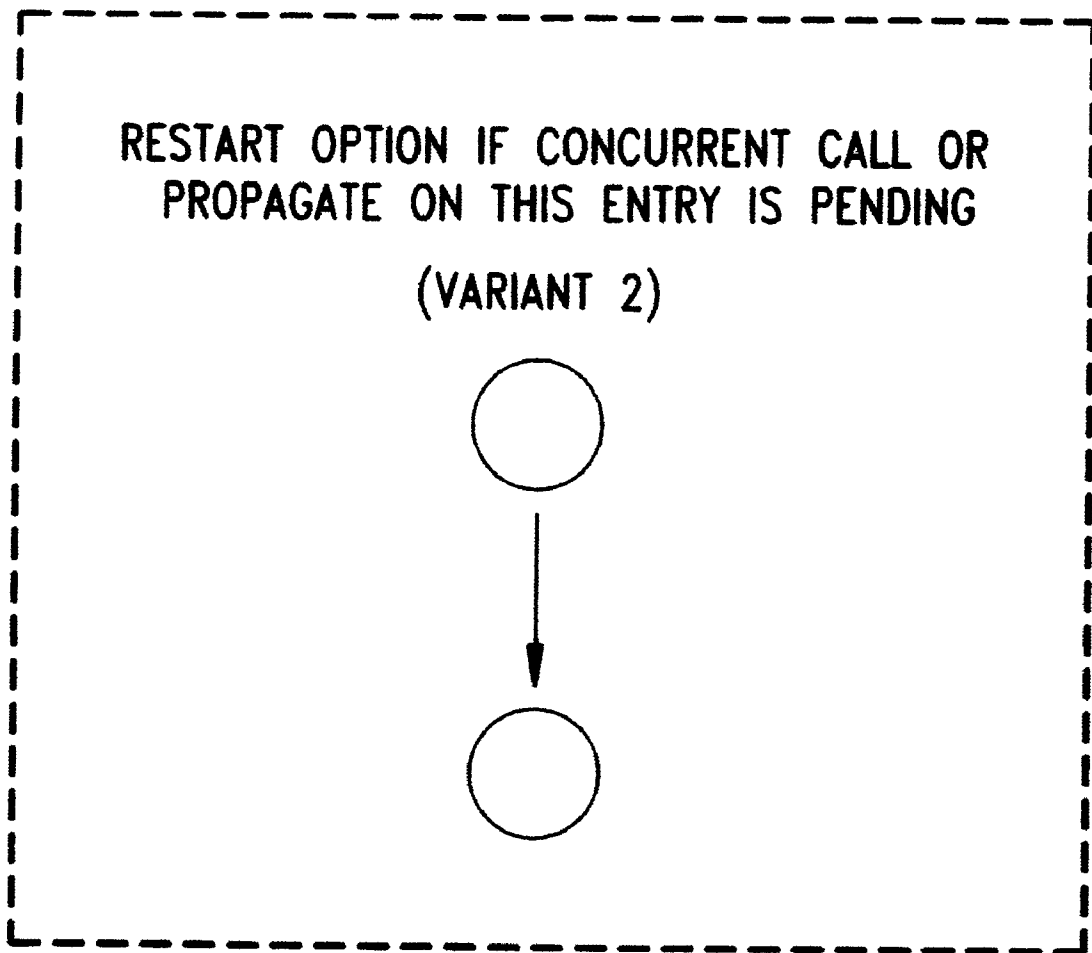 RESTART OPTION IF CONCURRENT CALL OR
PROPAGATE ON THIS ENTRY IS PENDING
(VARIANT 2)